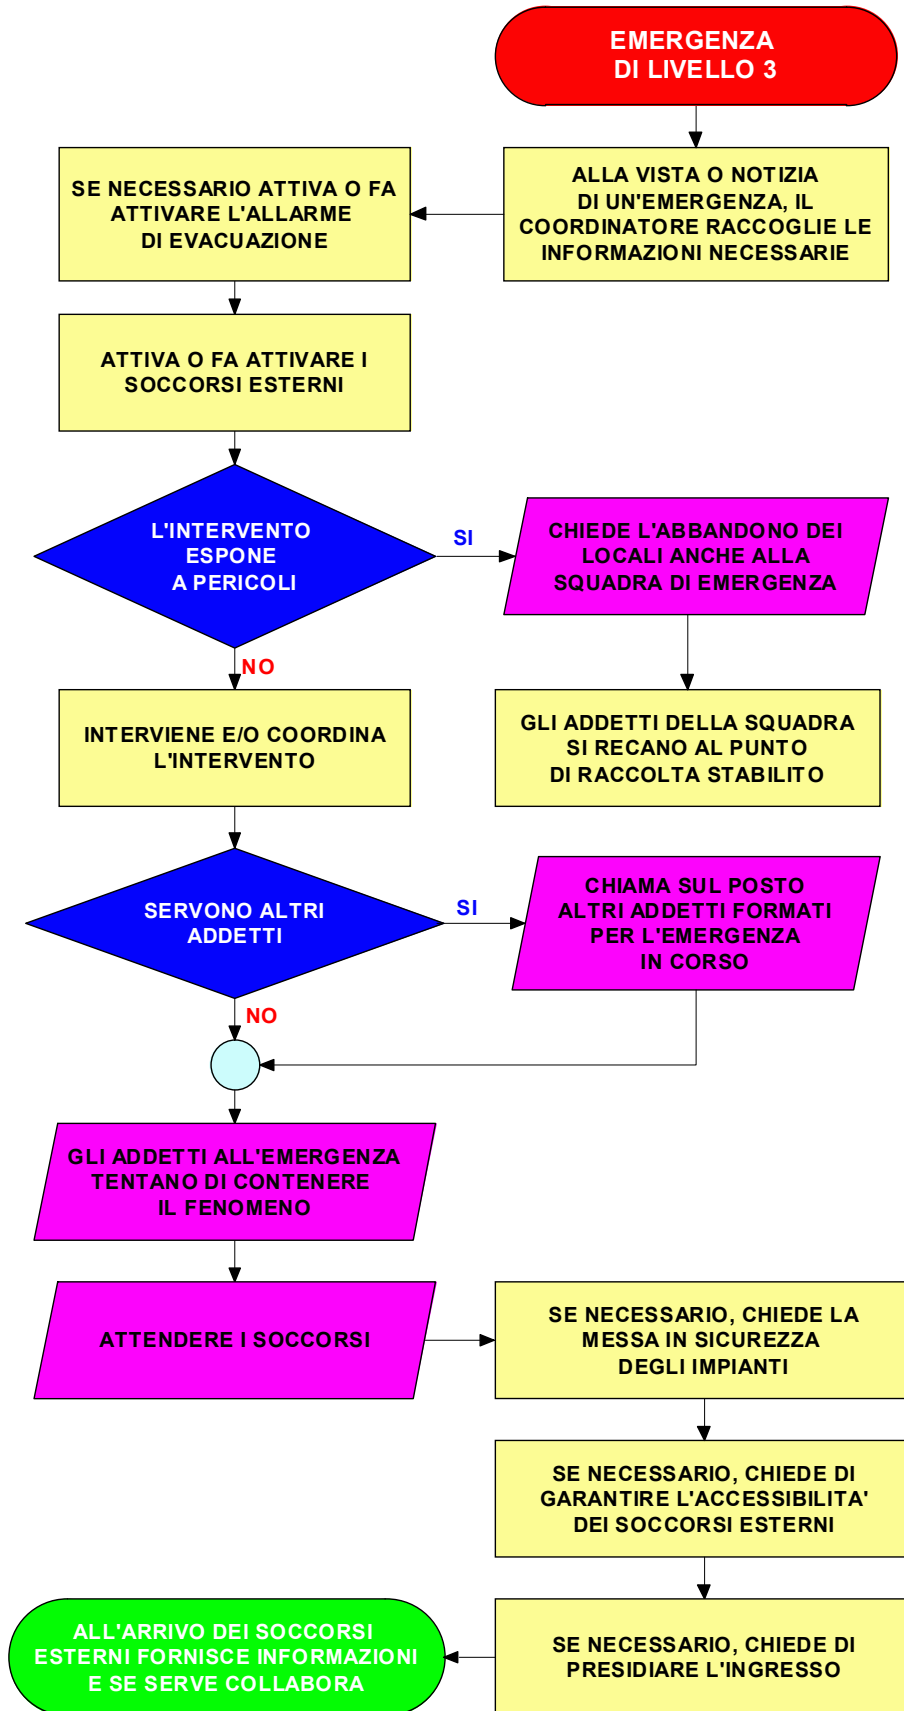 EMERGENZA
DI LIVELLO 3
ALLA VISTA O NOTIZIA
DI UN'EMERGENZA, IL
COORDINATORE RACCOGLIE LE
INFORMAZIONI NECESSARIE
SE NECESSARIO ATTIVA O FA
ATTIVARE L'ALLARME
DI EVACUAZIONE
ATTIVA O FA ATTIVARE I
SOCCORSI ESTERNI
L'INTERVENTO
ESPONE
A PERICOLI
SI
CHIEDE L'ABBANDONO DEI
LOCALI ANCHE ALLA
SQUADRA DI EMERGENZA
NO
GLI ADDETTI DELLA SQUADRA
SI RECANO AL PUNTO
DI RACCOLTA STABILITO
INTERVIENE E/O COORDINA
L'INTERVENTO
SERVONO ALTRI
ADDETTI
SI
CHIAMA SUL POSTO
ALTRI ADDETTI FORMATI
PER L'EMERGENZA
IN CORSO
NO
GLI ADDETTI ALL'EMERGENZA
TENTANO DI CONTENERE
IL FENOMENO
ATTENDERE I SOCCORSI
SE NECESSARIO, CHIEDE LA
MESSA IN SICUREZZA
DEGLI IMPIANTI
SE NECESSARIO, CHIEDE DI
GARANTIRE L'ACCESSIBILITA'
DEI SOCCORSI ESTERNI
SE NECESSARIO, CHIEDE DI
PRESIDIARE L'INGRESSO
ALL'ARRIVO DEI SOCCORSI
ESTERNI FORNISCE INFORMAZIONI
E SE SERVE COLLABORA